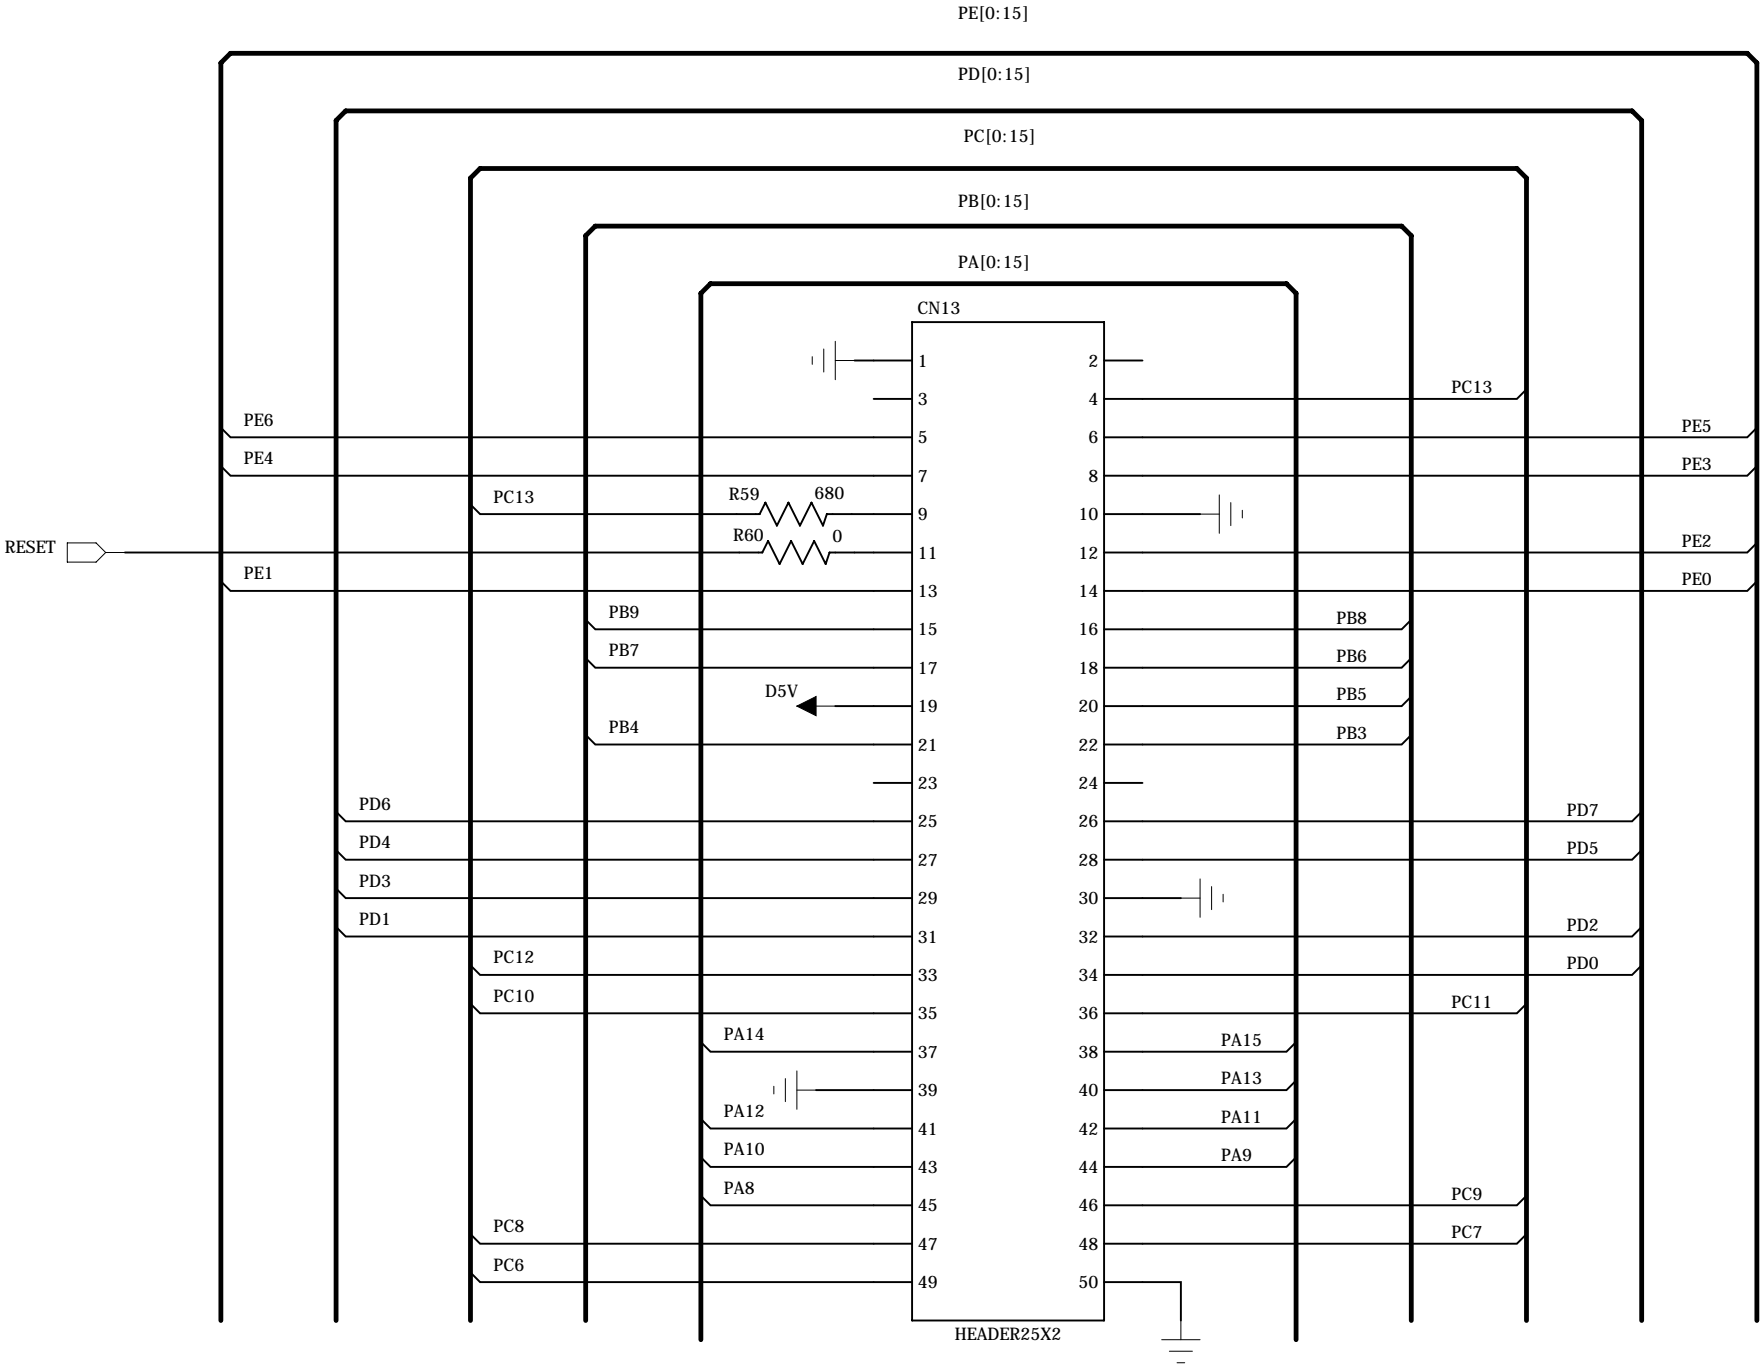 PE[0:15]
PD[0:15]
PC[0:15]
PB[0:15]
PA[0:15]
CN13
1 2
PC13
3 4
PE6 PE5
5 6
PE4 PE3
7 8
PC13 R59 680
9 10
RESET R60 0 PE2
11 12
PE1 PE0
13 14
PB9 PB8
15 16
PB7 PB6
17 18
D5V PB5
19 20
PB4 PB3
21 22
23 24
PD6 PD7
25 26
PD4 PD5
27 28
PD3
29 30
PD1 PD2
31 32
PC12 PD0
33 34
PC10 PC11
35 36
PA14 PA15
37 38
PA13
39 40
PA12 PA11
41 42
PA10 PA9
43 44
PA8 PC9
45 46
PC8 PC7
47 48
PC6
49 50
HEADER25X2